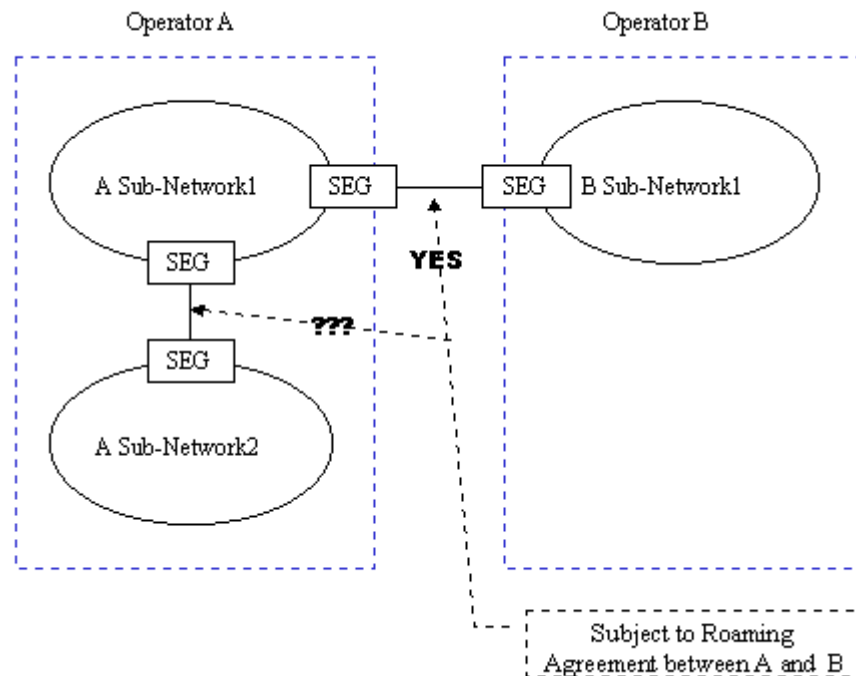 Operator A
Operator B
A Sub-Network1
SEG
SEG
B Sub-Network1
SEG
YES
???
SEG
A Sub-Network2
Subject to Roaming
Agreement between A and B